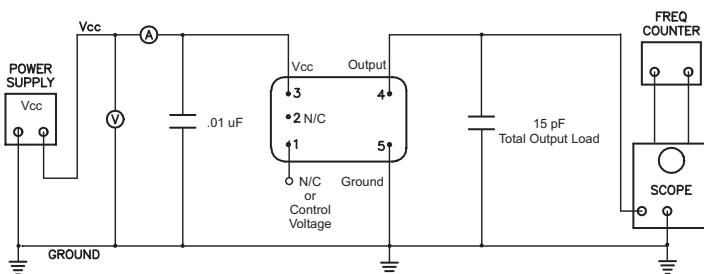 Vcc
A
POWER
SUPPLY
Vcc
V
.01 uF
GROUND
Vcc
Output
3
4
2 N/C
1
5
N/C
or
Control
Voltage
Ground
15 pF
Total Output Load
FREQ
COUNTER
SCOPE